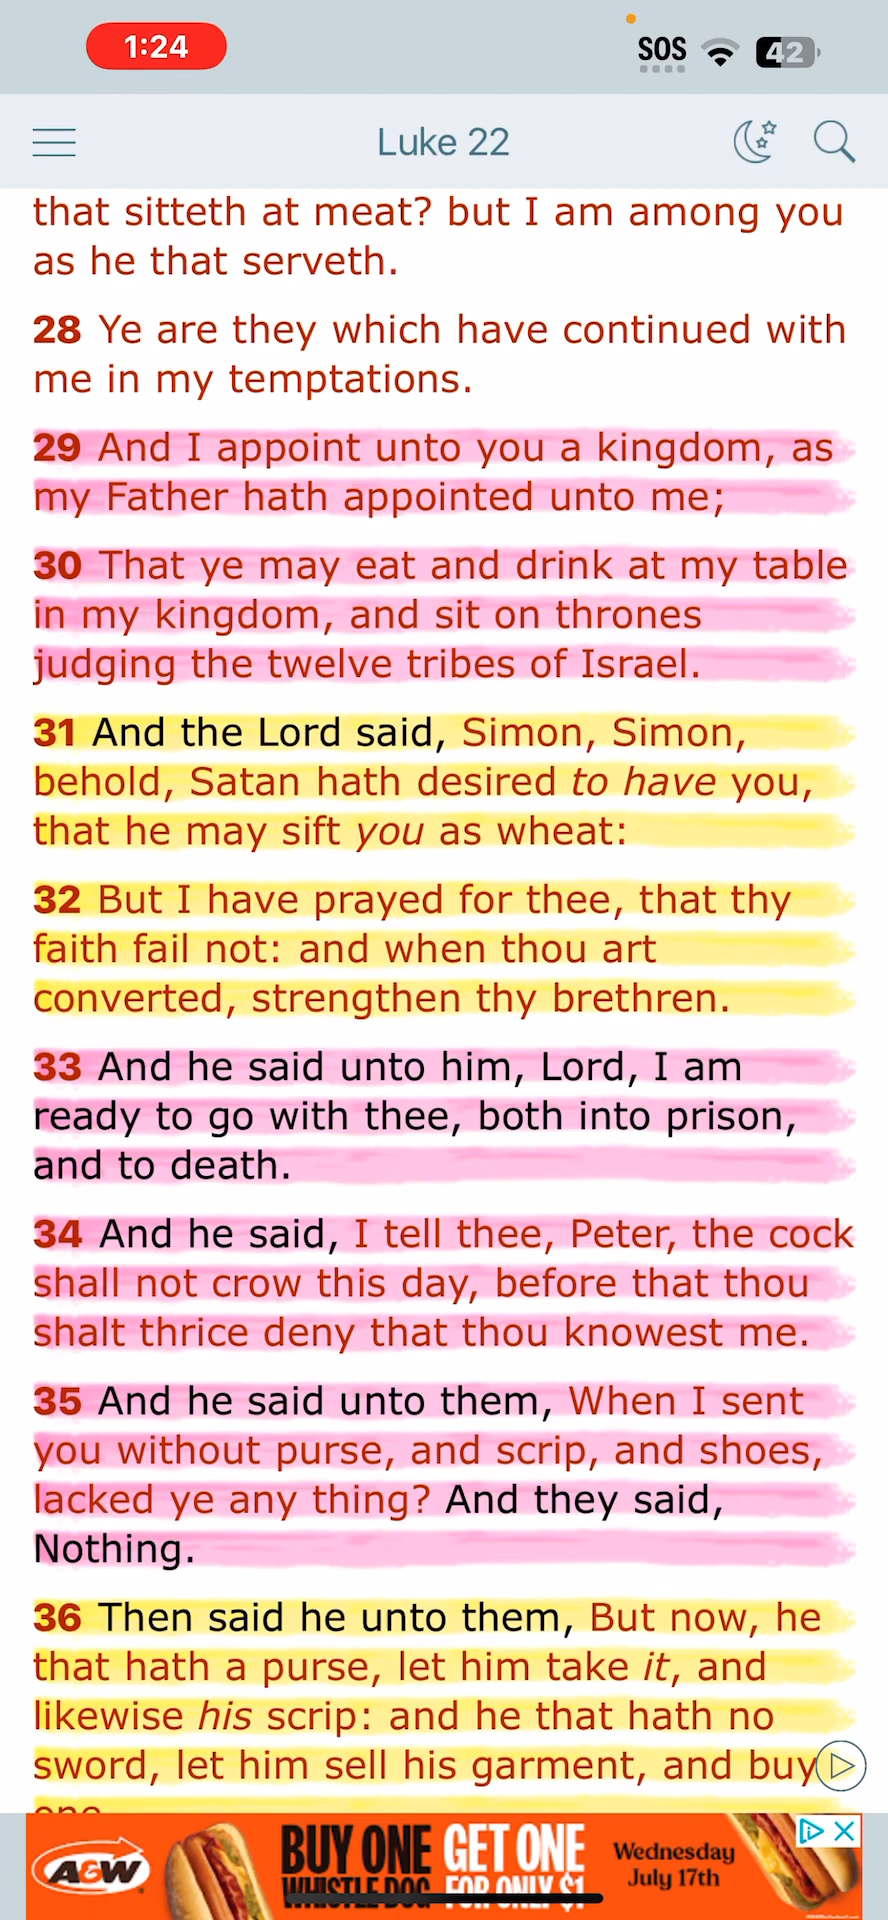 1:24
SOS
42
Luke 22
that sitteth at meat? but I am among you
as he that serveth.
28 Ye are they which have continued with
me in my temptations.
29 And I appoint unto you a kingdom, as
my Father hath appointed unto me;
30 That ye may eat and drink at my table
in my kingdom, and sit on thrones
judging the twelve tribes of Israel.
31 And the Lord said, Simon, Simon,
behold, Satan hath desired to have you,
that he may sift you as wheat:
32 But I have prayed for thee, that thy
faith fail not: and when thou art
converted, strengthen thy brethren.
33 And he said unto him, Lord, I am
ready to go with thee, both into prison,
and to death.
34 And he said, I tell thee, Peter, the cock
shall not crow this day, before that thou
shalt thrice deny that thou knowest me.
35 And he said unto them, When I sent
you without purse, and scrip, and shoes,
lacked ye any thing? And they said,
Nothing.
36 Then said he unto them, But now, he
that hath a purse, let him take it, and
likewise his scrip: and he that hath no
sword, let him sell his garment, and buy
one.
A&W
BUY ONE GET ONE
WHISTLE DOG FOR ONLY $1
Wednesday
July 17th